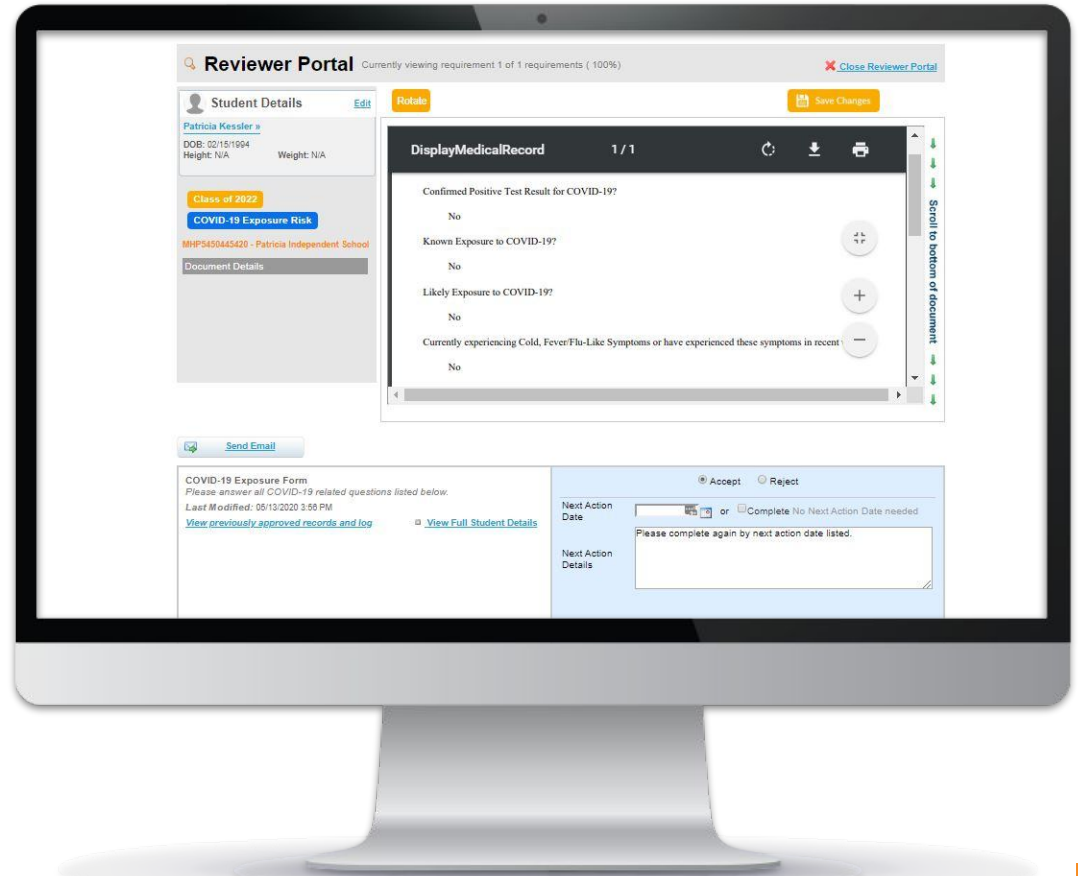 Reviewer Portal Currently viewing requirement 1 of 1 requirements ( 100%)
Close Reviewer Portal
Student Details Edit
Patricia Kessler »
DOB: 02/15/1994
Height: N/A Weight: N/A
Class of 2022
COVID-19 Exposure Risk
MHP5450445420 - Patricia Independent School
Document Details
Rotate
Save Changes
DisplayMedicalRecord 1 / 1
Confirmed Positive Test Result for COVID-19?
No
Known Exposure to COVID-19?
No
Likely Exposure to COVID-19?
No
Currently experiencing Cold, Fever/Flu-Like Symptoms or have experienced these symptoms in recent
No
Scroll to bottom of document
Send Email
COVID-19 Exposure Form
Please answer all COVID-19 related questions listed below.
Last Modified: 05/13/2020 3:56 PM
View previously approved records and log
View Full Student Details
Accept Reject
Next Action Date or Complete No Next Action Date needed
Next Action Details
Please complete again by next action date listed.